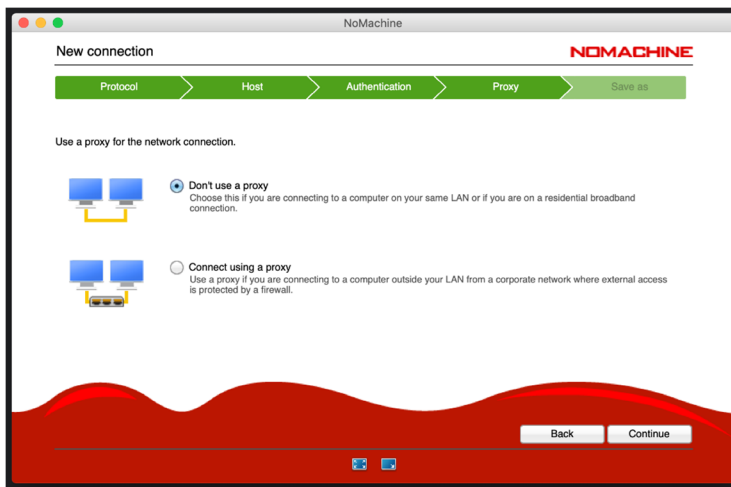 NoMachine
New connection
NOMACHINE
Protocol
Host
Authentication
Proxy
Save as
Use a proxy for the network connection.
Don't use a proxy
Choose this if you are connecting to a computer on your same LAN or if you are on a residential broadband
connection.
Connect using a proxy
Use a proxy if you are connecting to a computer outside your LAN from a corporate network where external access
is protected by a firewall.
Back
Continue